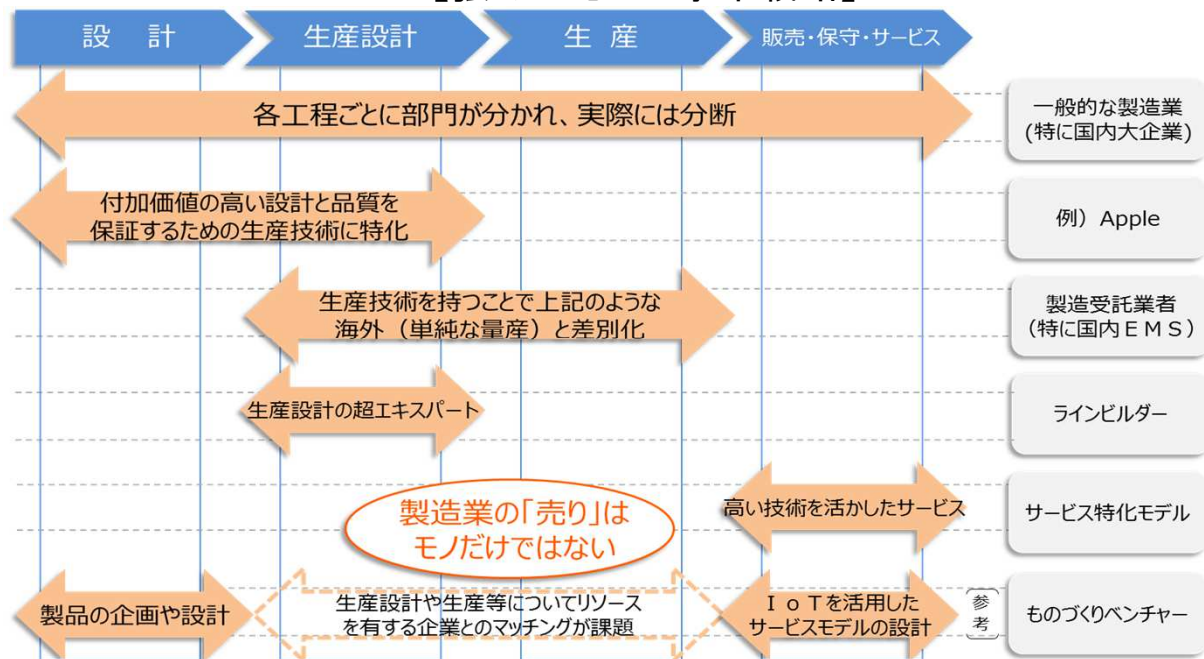 設　計
生産設計
生 産
販売・保守・サービス
各工程ごとに部門が分かれ、実際には分断
一般的な製造業
(特に国内大企業)
付加価値の高い設計と品質を
保証するための生産技術に特化
例）Apple
生産技術を持つことで上記のような
海外（単純な量産）と差別化
製造受託業者
（特に国内ＥＭＳ）
生産設計の超エキスパート
ラインビルダー
製造業の「売り」は
モノだけではない
高い技術を活かしたサービス
サービス特化モデル
製品の企画や設計
生産設計や生産等についてリソース
を有する企業とのマッチングが課題
ＩｏＴを活用した
サービスモデルの設計
参
考
ものづくりベンチャー